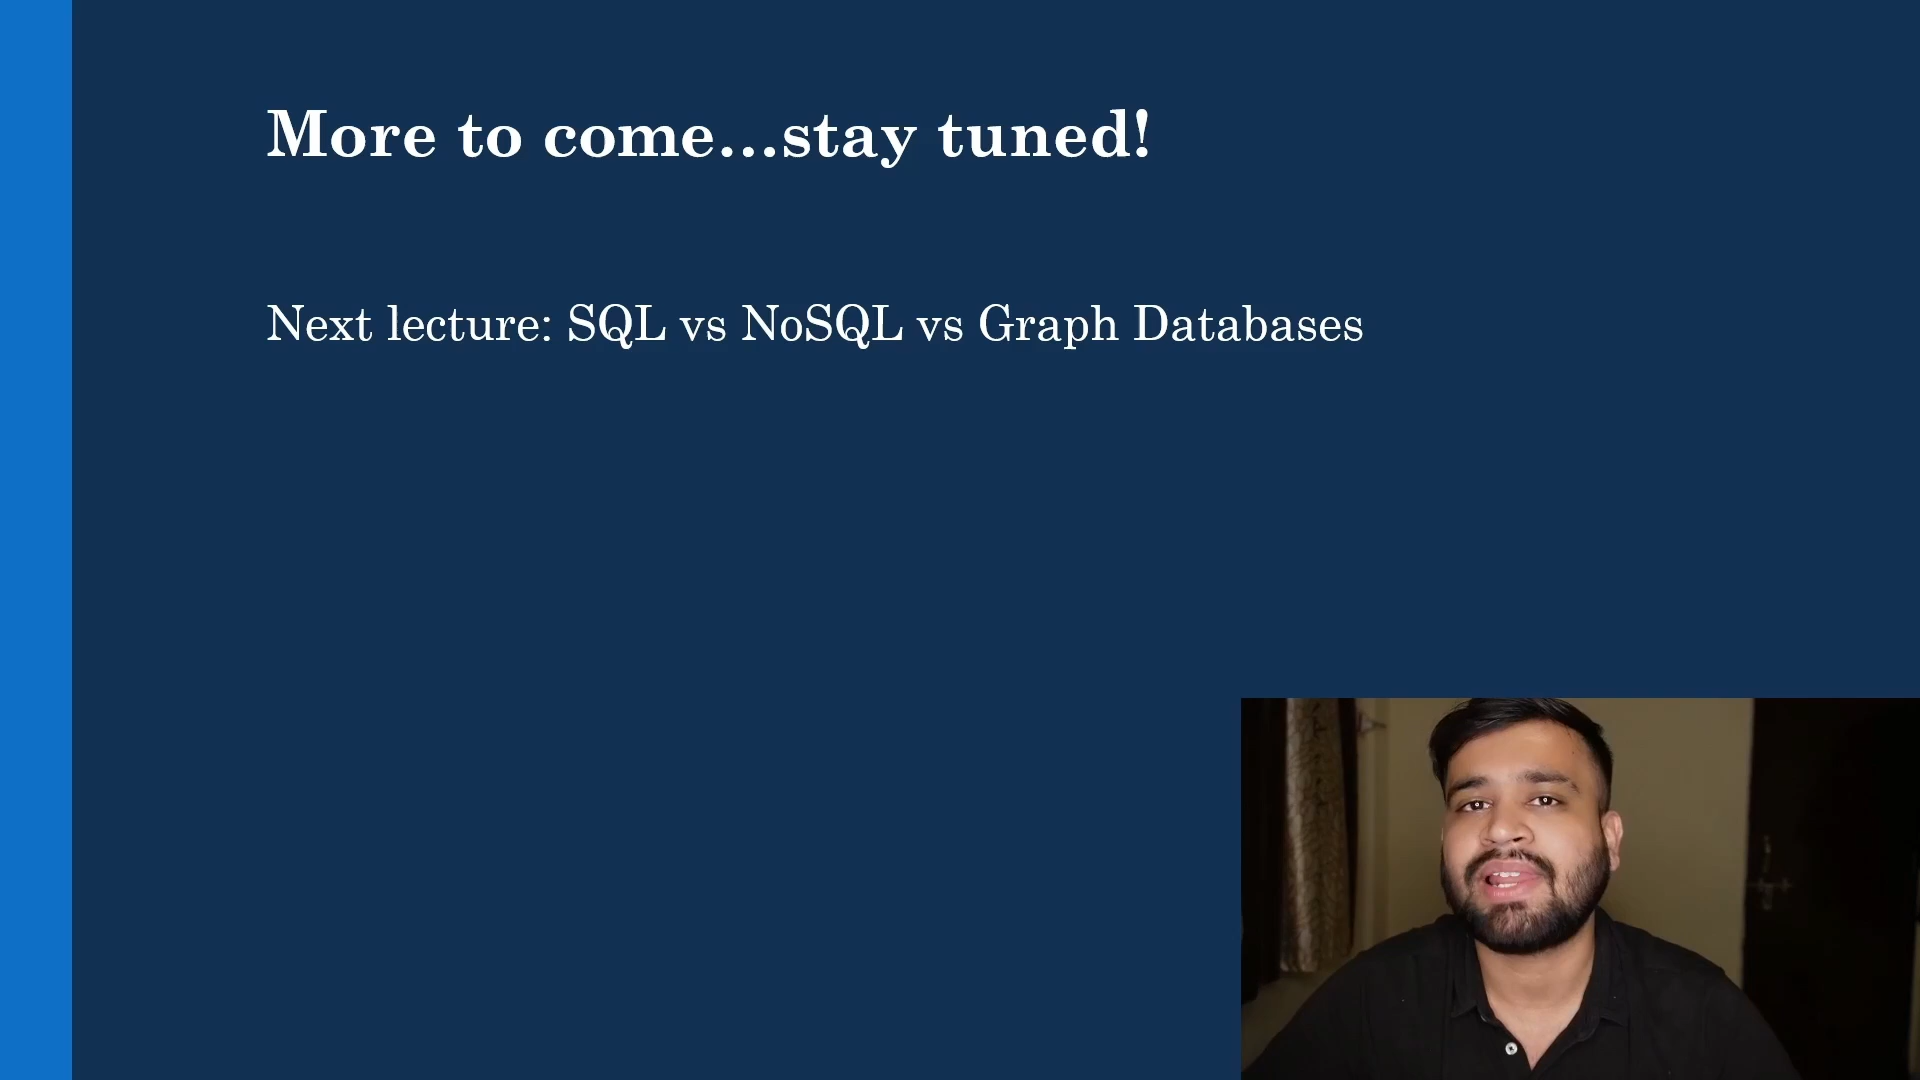 More to come...stay tuned!
Next lecture: SQL vs NoSQL vs Graph Databases